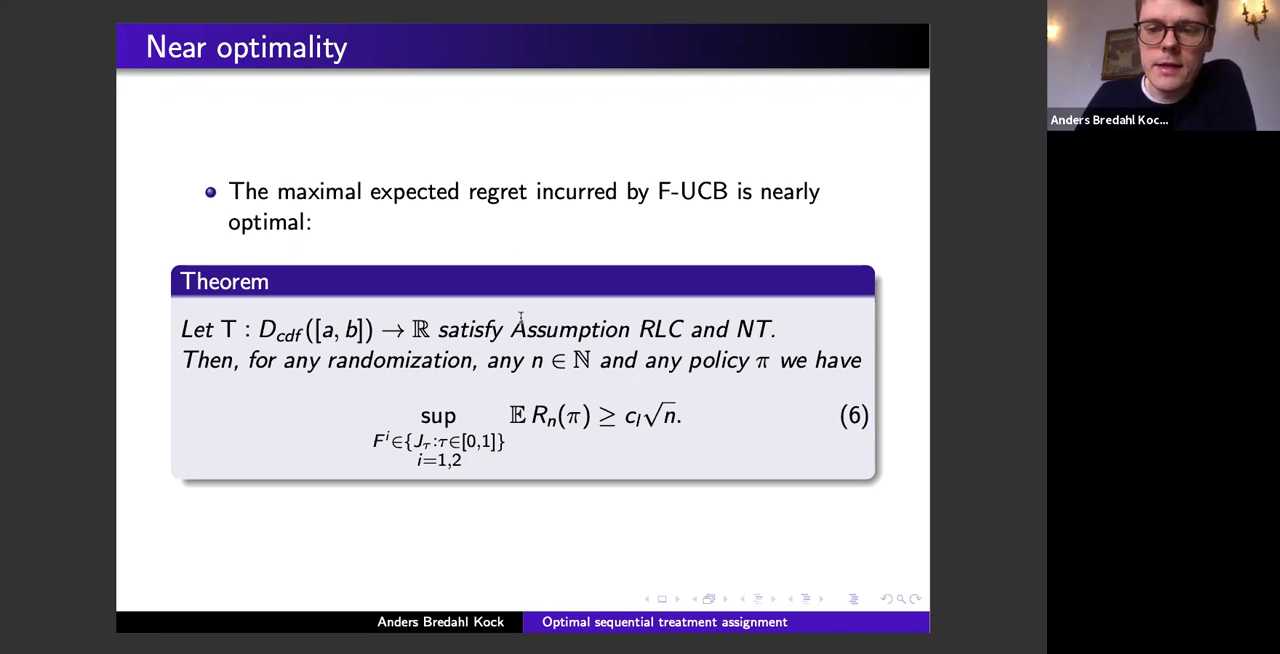 Near optimality
The maximal expected regret incurred by F-UCB is nearly
optimal:
Theorem
Let T : D_cdf([a, b]) → ℝ satisfy Assumption RLC and NT.
Then, for any randomization, any n ∈ ℕ and any policy π we have
sup 𝔼 R_n(π) ≥ c_l√n. (6)
F^i∈{J_τ:τ∈[0,1]}
i=1,2
Anders Bredahl Kock Optimal sequential treatment assignment
Anders Bredahl Koc...